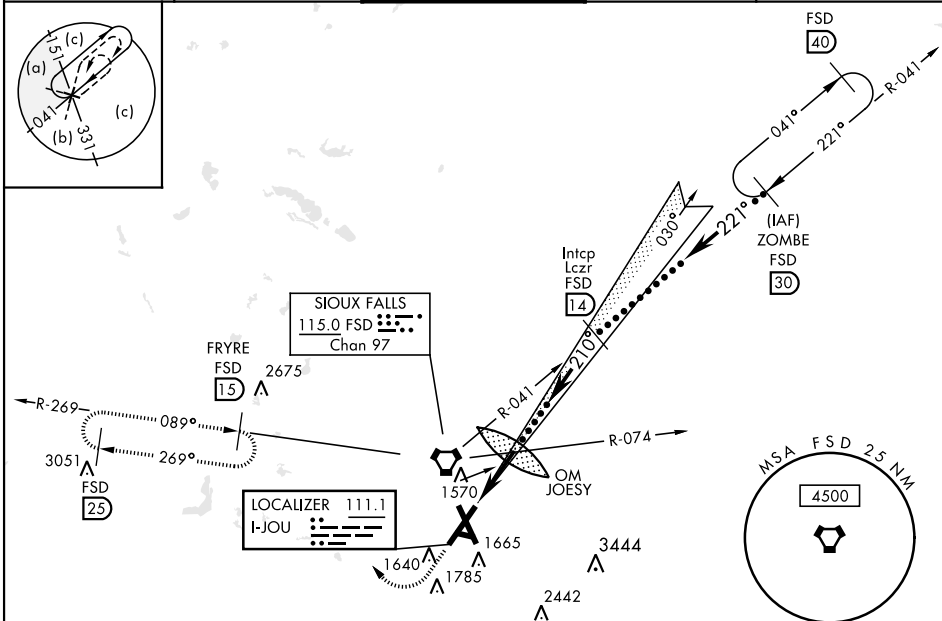 (c)
151
(a)
041
(b)
331
(c)
FSD
40
R-041
041°
221°
(IAF)
ZOMBE
FSD
30
221°
030°
Intcp
Lczr
FSD
14
210°
SIOUX FALLS
115.0 FSD
Chan 97
FRYRE
FSD
15
2675
R-041
R-269
089°
269°
R-074
3051
FSD
25
1570
OM
JOESY
LOCALIZER 111.1
I-JOU
1665
1640
1785
3444
2442
MSA FSD 25 NM
4500